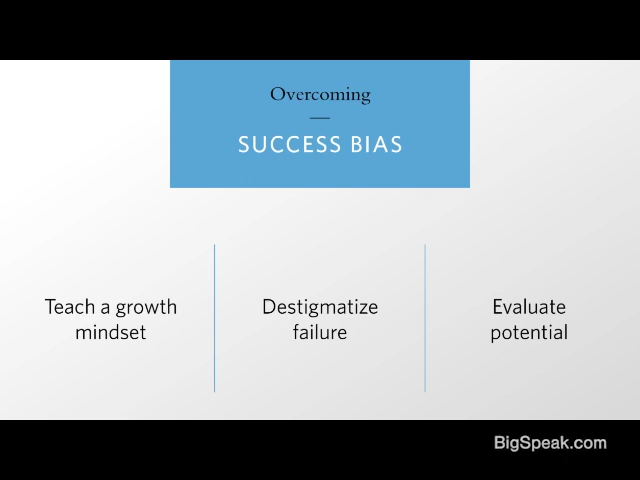 Overcoming
SUCCESS BIAS
Teach a growth
mindset
Destigmatize
failure
Evaluate
potential
BigSpeak.com